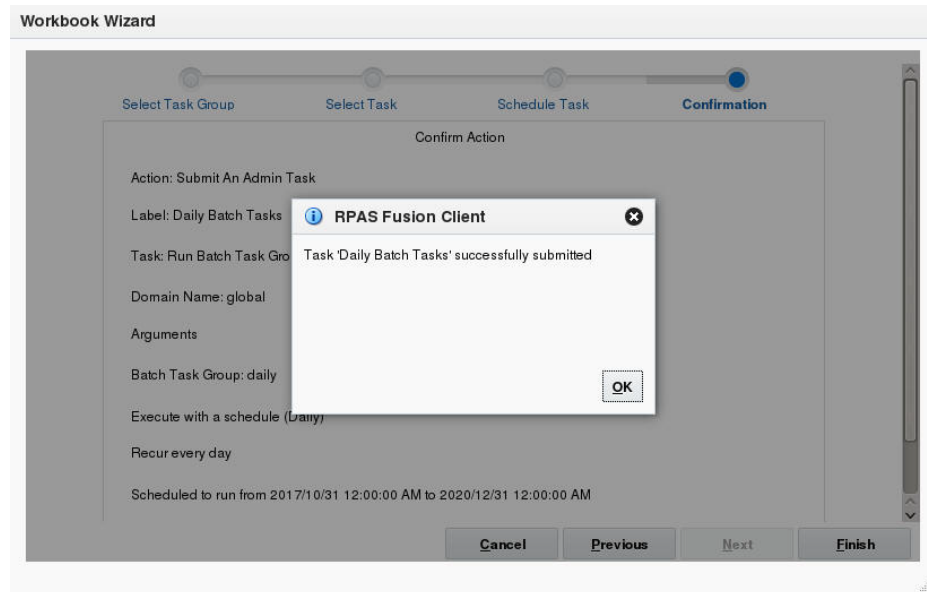 Workbook Wizard
Select Task Group
Select Task
Schedule Task
Confirmation
Confirm Action
Action: Submit An Admin Task
Label: Daily Batch Tasks
RPAS Fusion Client
Task: Run Batch Task Gro
Task 'Daily Batch Tasks' successfully submitted
Domain Name: global
Arguments
Batch Task Group: daily
OK
Execute with a schedule (Daily)
Recur every day
Scheduled to run from 2017/10/31 12:00:00 AM to 2020/12/31 12:00:00 AM
Cancel
Previous
Next
Finish